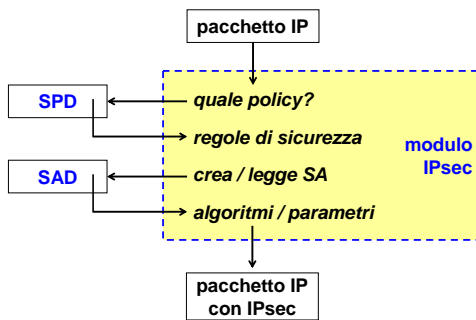 pacchetto IP
SPD
quale policy?
regole di sicurezza
modulo
IPsec
SAD
crea / legge SA
algoritmi / parametri
pacchetto IP
con IPsec